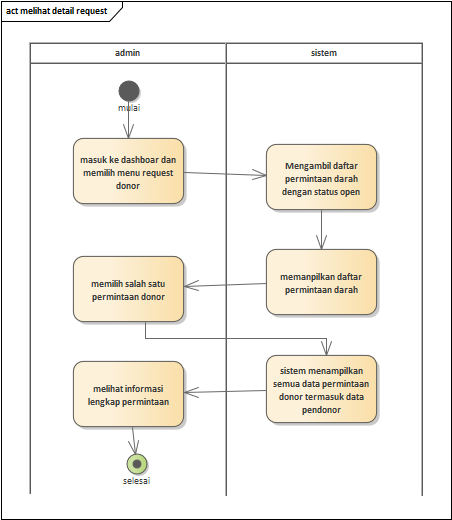 act melihat detail request
admin
sistem
mulai
masuk ke dashboar dan
memilih menu request
donor
Mengambil daftar
permintaan darah
dengan status open
memanpilkan daftar
permintaan darah
memilih salah satu
permintaan donor
sistem menampilkan
semua data permintaan
donor termasuk data
pendonor
melihat informasi
lengkap permintaan
selesai